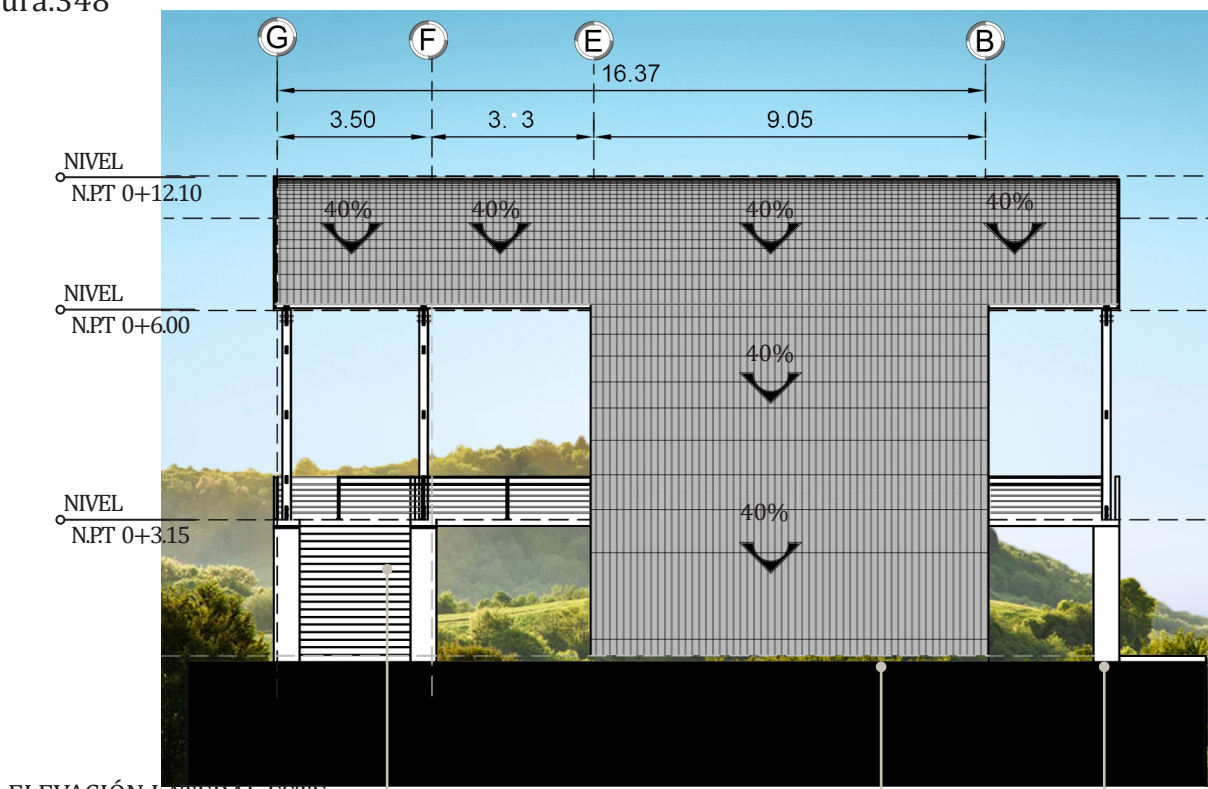 ura.348
G F E B
16.37
3.50 9.05
NIVEL
N.P.T 0+12.10
40% 40% 40% 40%
NIVEL
N.P.T 0+6.00
40%
NIVEL
40%
N.P.T 0+3.15
ELEVACIÓN